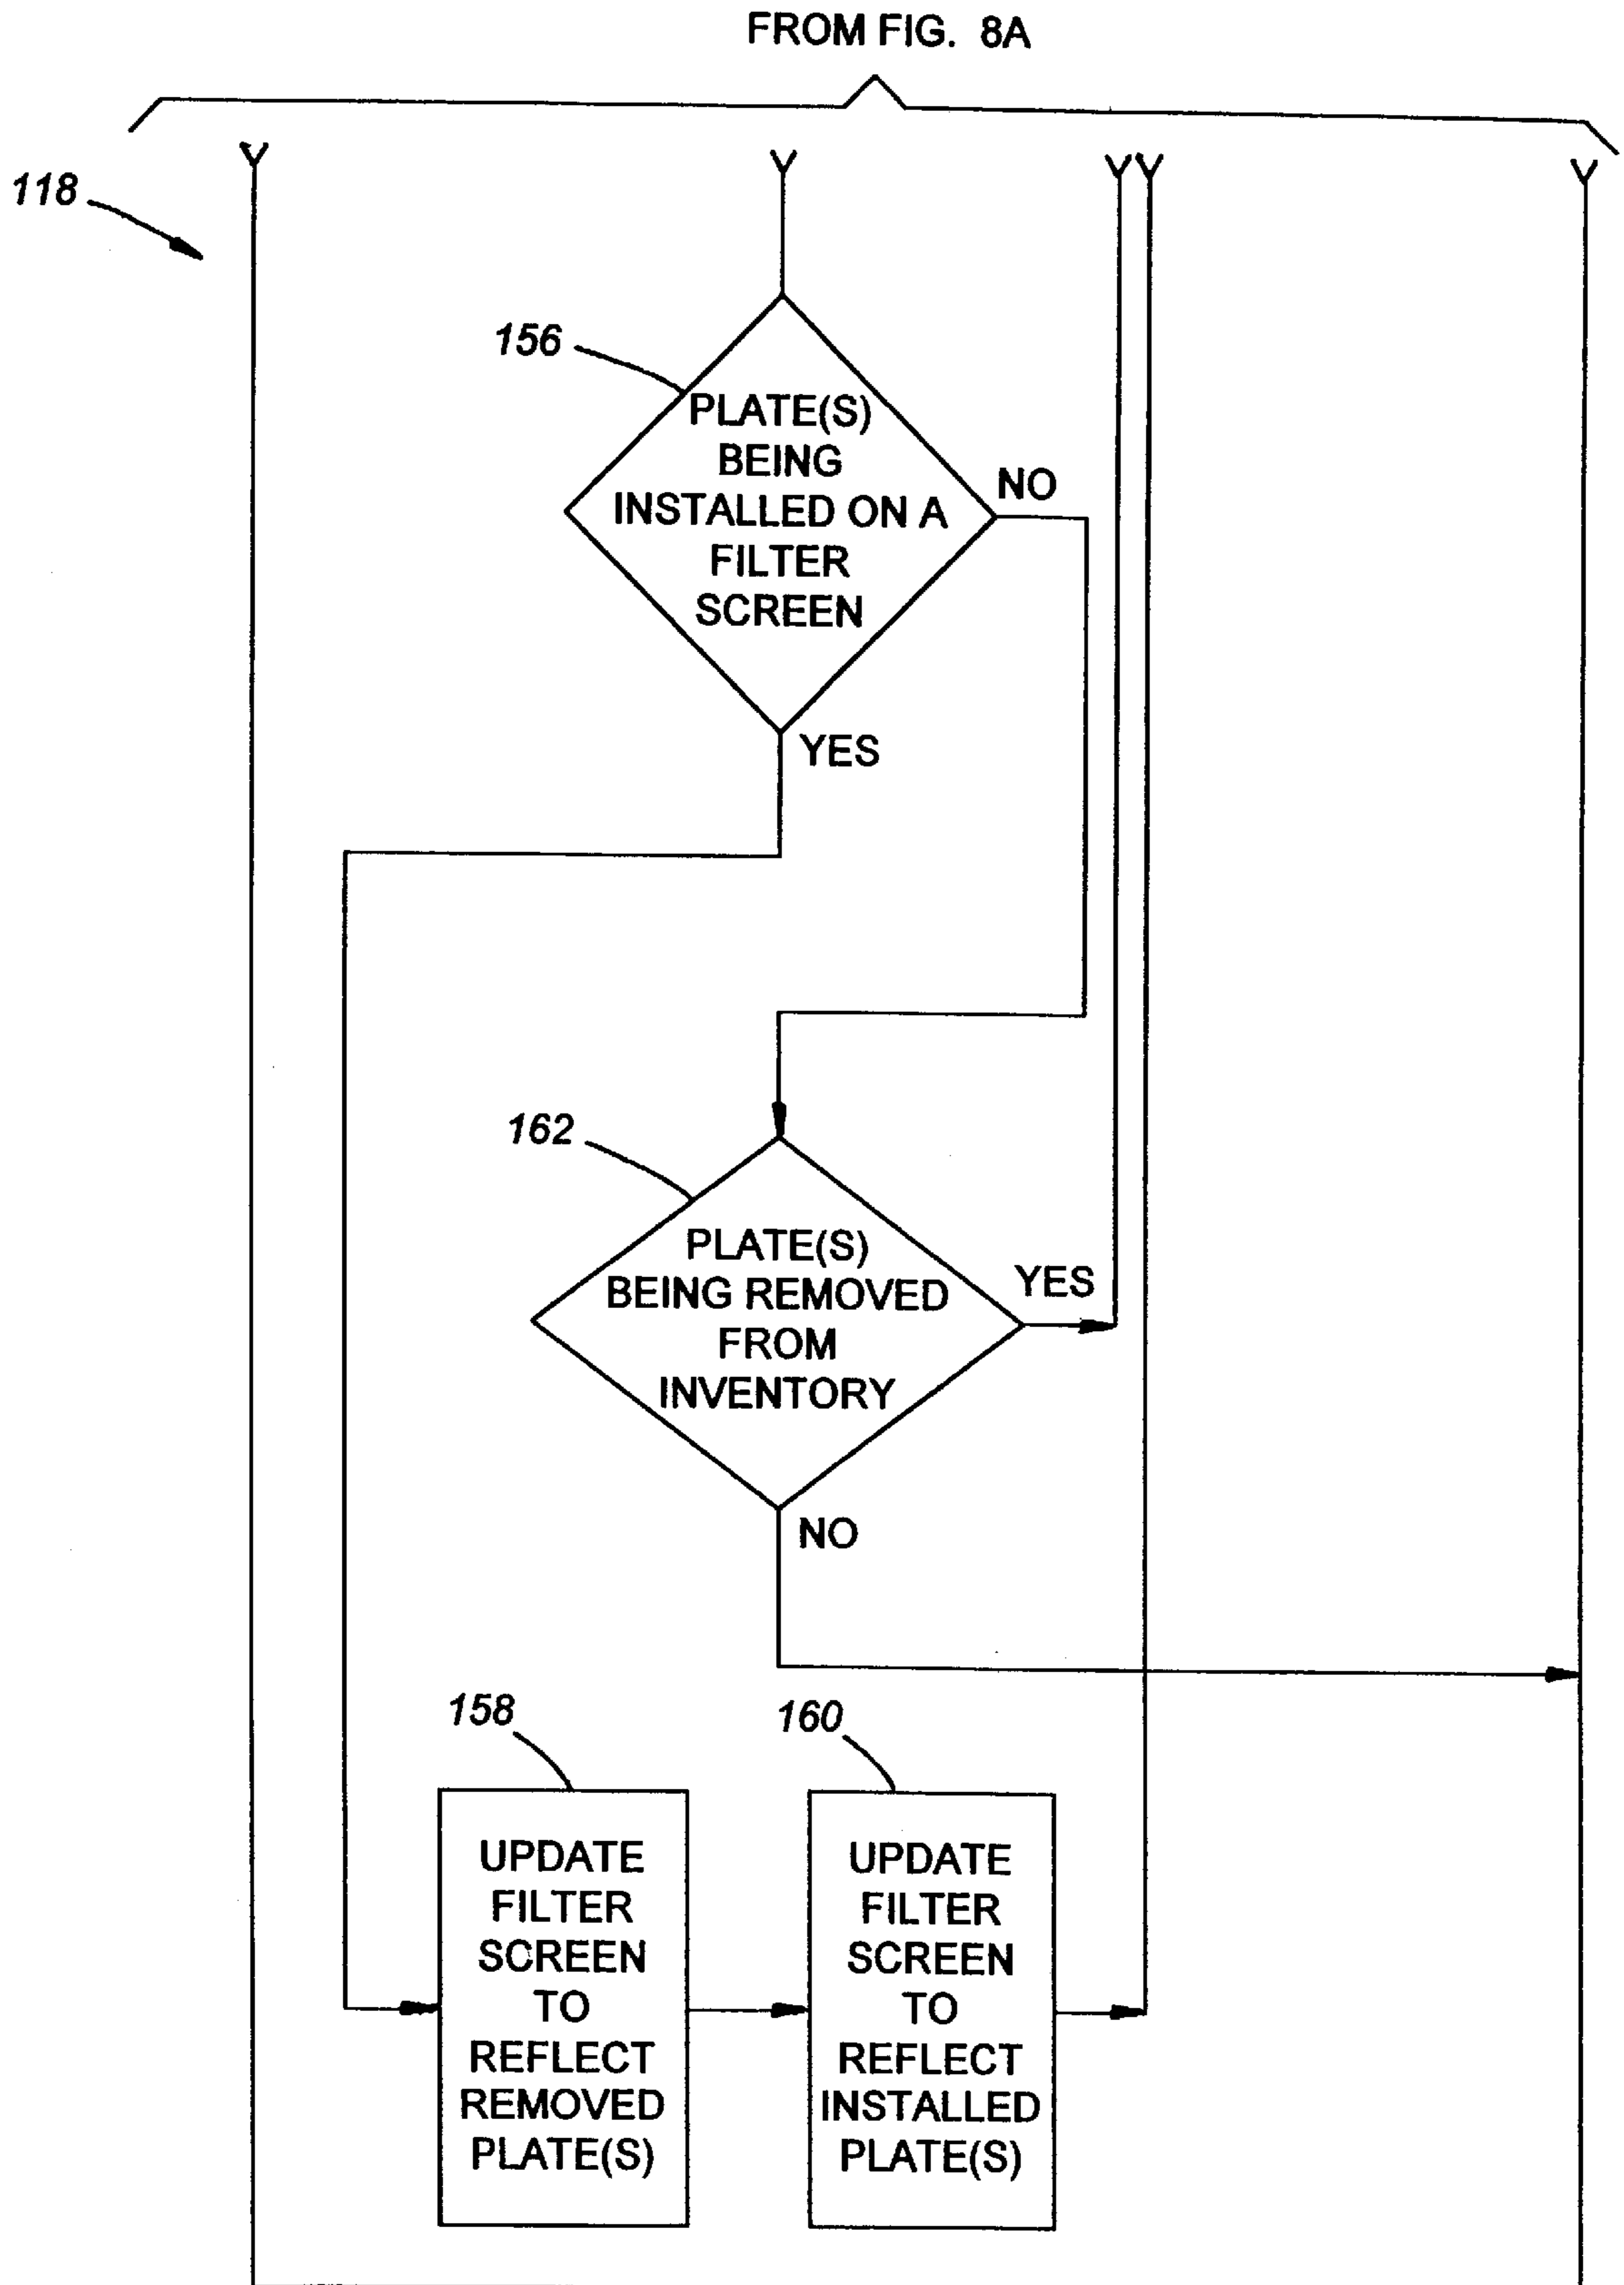 FROM FIG. 8A
118
156
PLATE(S)
BEING
INSTALLED ON A
FILTER
SCREEN
NO
YES
162
PLATE(S)
BEING REMOVED
FROM
INVENTORY
YES
NO
158
UPDATE
FILTER
SCREEN
TO
REFLECT
REMOVED
PLATE(S)
160
UPDATE
FILTER
SCREEN
TO
REFLECT
INSTALLED
PLATE(S)